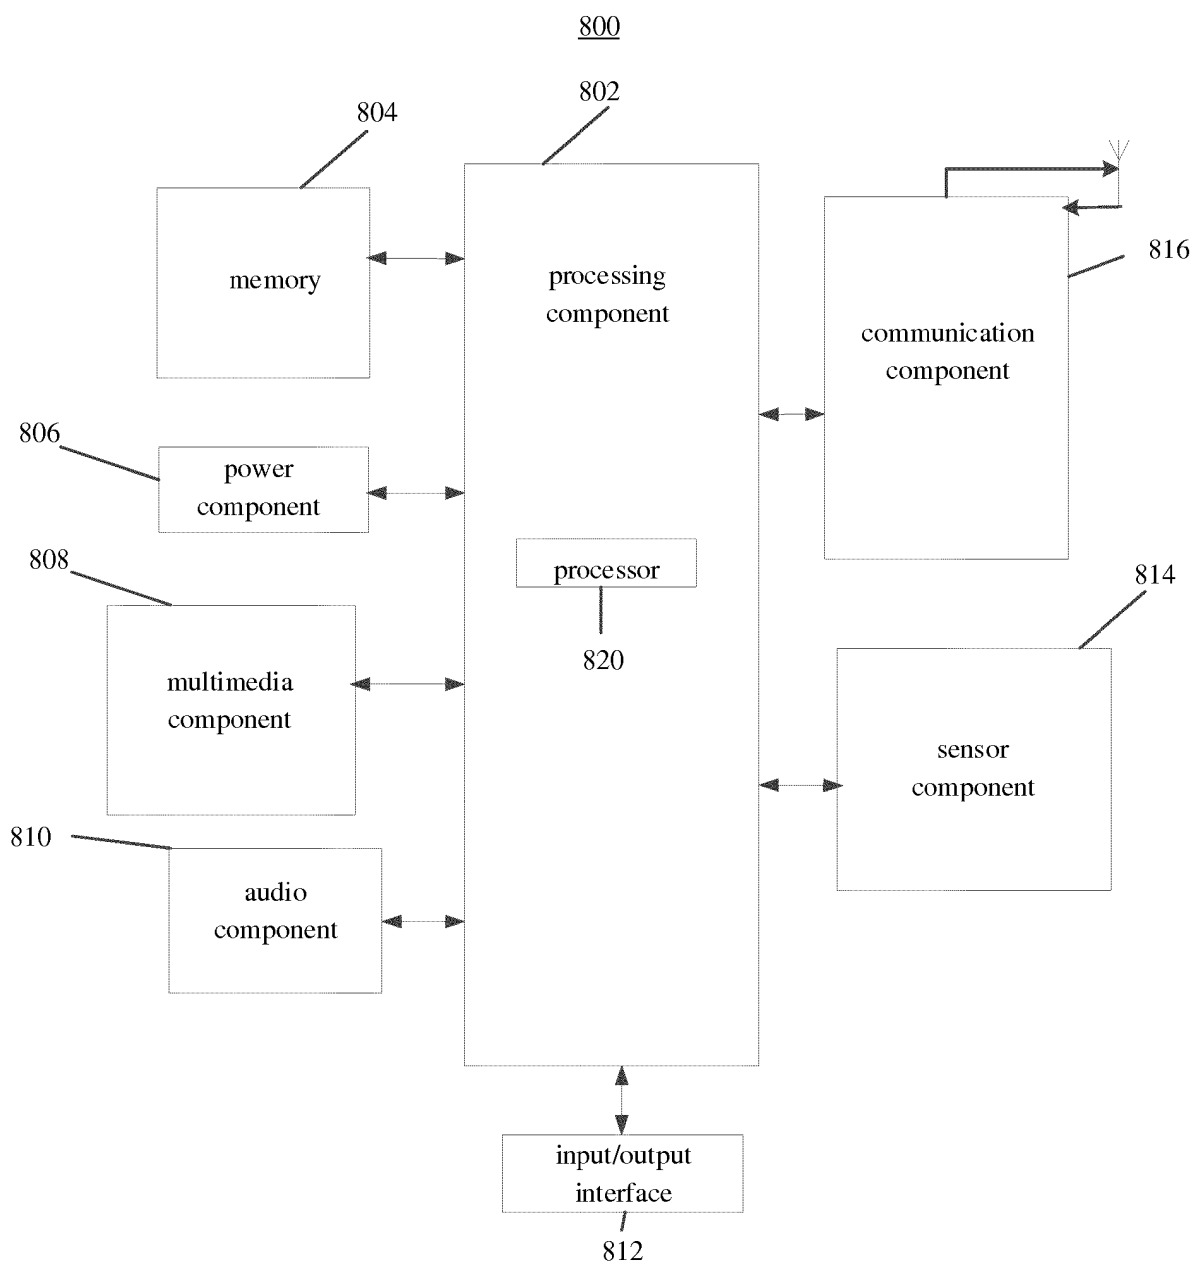 800
802
804
memory
processing
component
816
communication
component
806
power
component
808
processor
820
814
multimedia
component
sensor
component
810
audio
component
input/output
interface
812